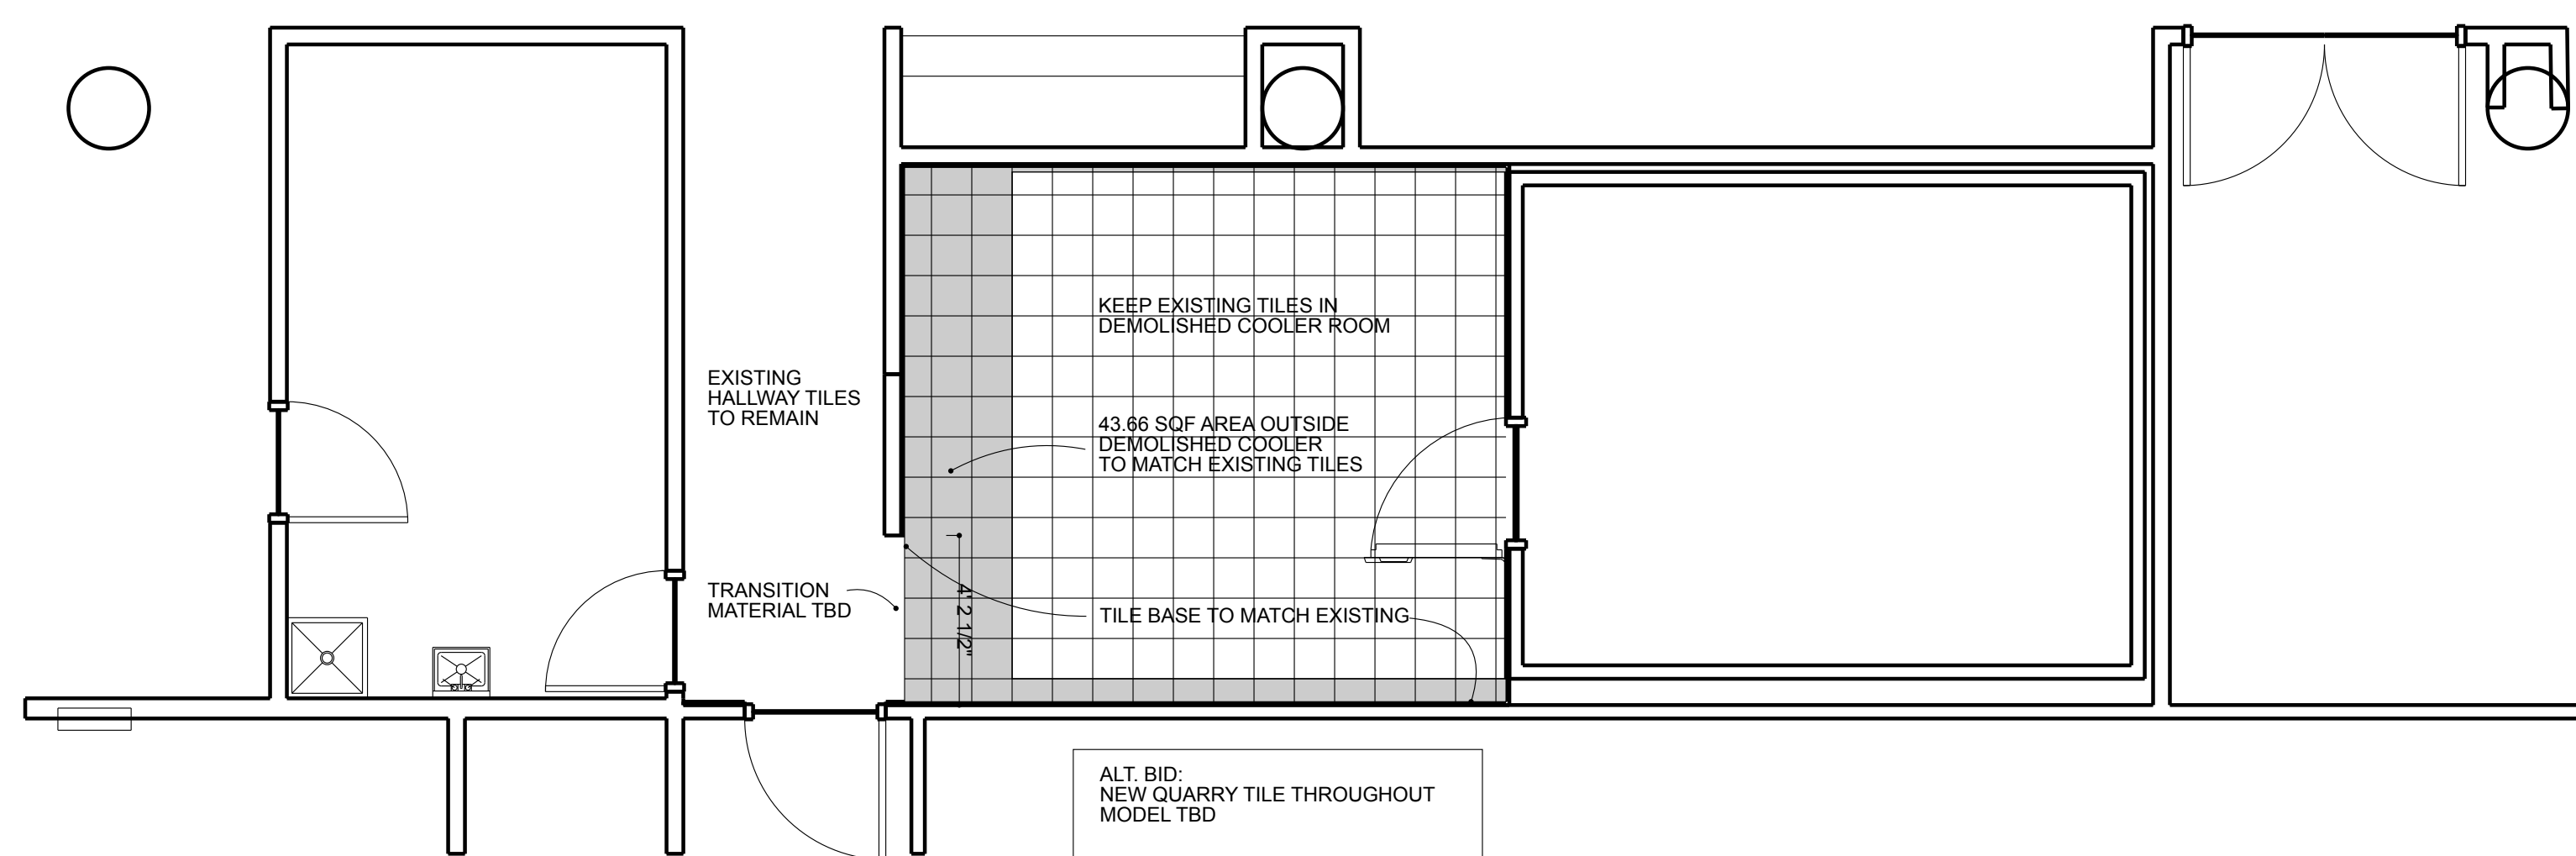 KEEP EXISTING TILES IN
DEMOLISHED COOLER ROOM
EXISTING
HALLWAY TILES
TO REMAIN
43.66 SQF AREA OUTSIDE
DEMOLISHED COOLER
TO MATCH EXISTING TILES
TRANSITION
MATERIAL TBD
4' 2 1/2"
TILE BASE TO MATCH EXISTING
ALT. BID:
NEW QUARRY TILE THROUGHOUT
MODEL TBD